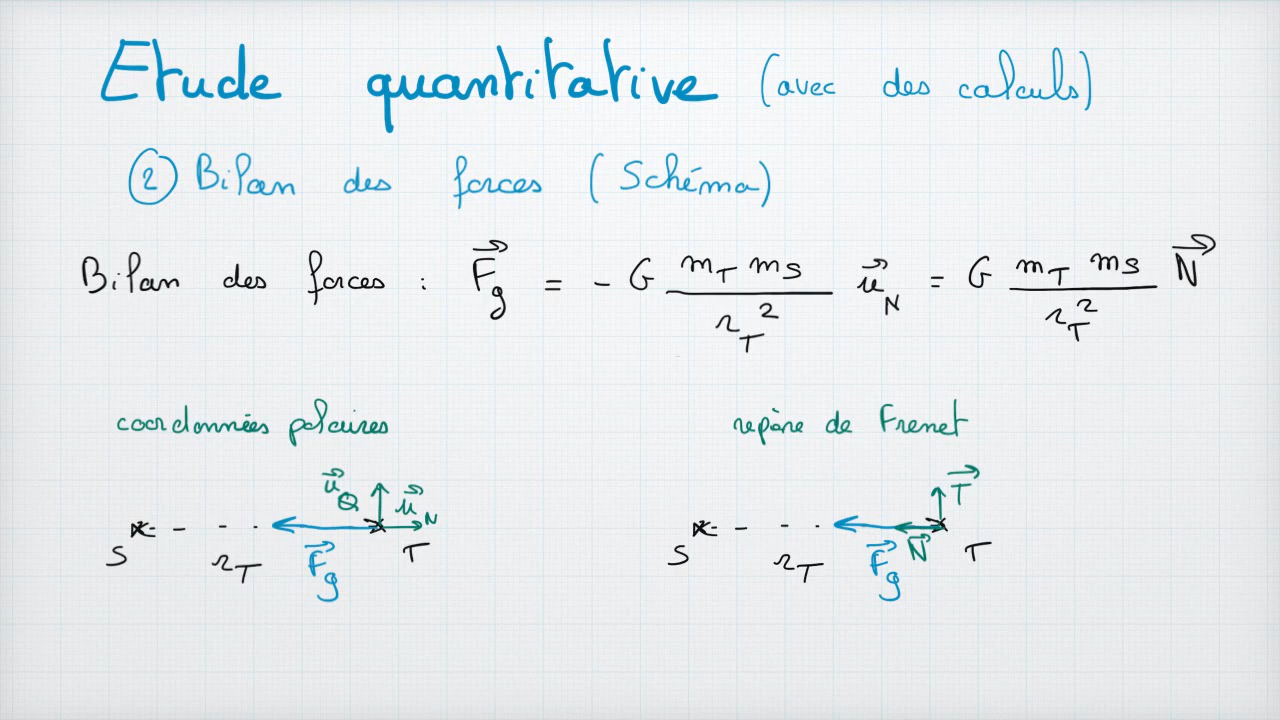 Etude quantitative (avec des calculs)
② Bilan des forces (Schéma)
Bilan des forces : F⃗g = - G mT mS / rT² u⃗N = G mT mS / rT² N⃗
coordonnées polaires
repère de Frenet
u⃗θ u⃗N
S rT F⃗g T
T⃗
S rT F⃗g N⃗ T